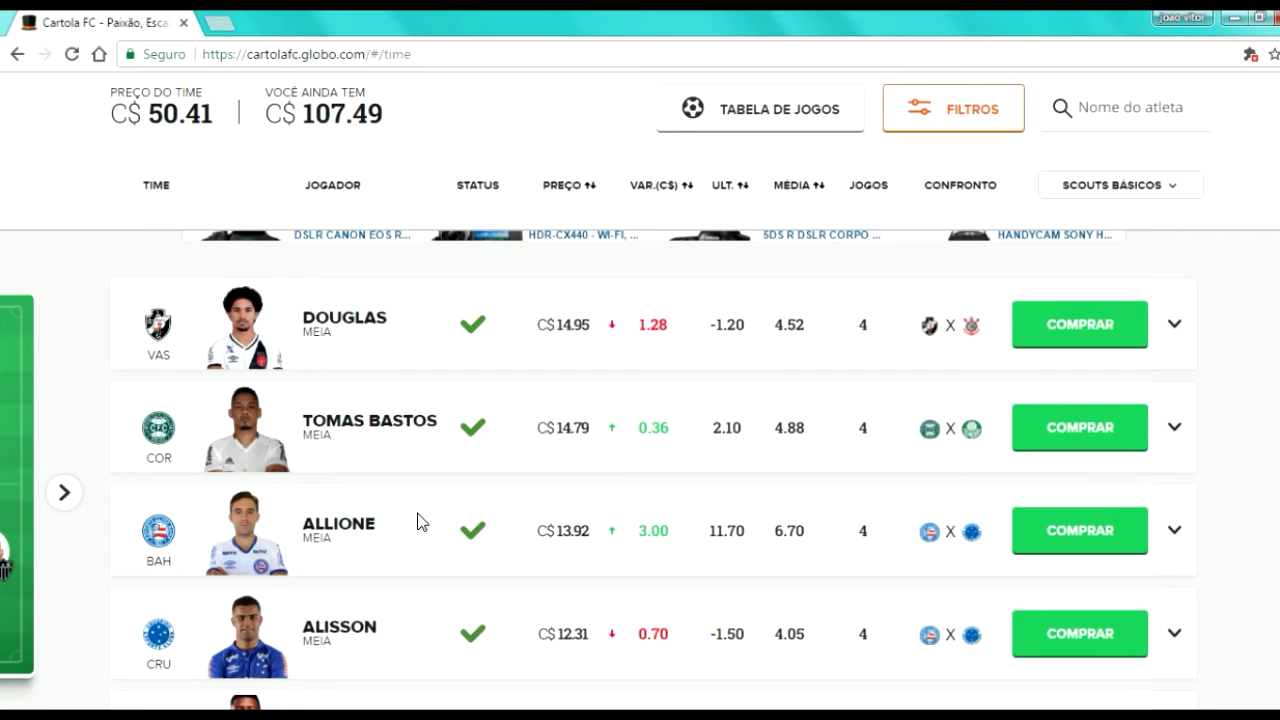 Cartola FC - Paixão, Esca
joao vitor
Seguro
https://cartolafc.globo.com/#/time
PREÇO DO TIME
C$ 50.41
VOCÊ AINDA TEM
C$ 107.49
TABELA DE JOGOS
FILTROS
Nome do atleta
TIME JOGADOR STATUS PREÇO VAR.(C$) ULT. MÉDIA JOGOS CONFRONTO SCOUTS BÁSICOS
DSLR CANON EOS R... HDR-CX440 - WI-FI, ... 5DS R DSLR CORPO ... HANDYCAM SONY H...
VAS
DOUGLAS
MEIA
C$ 14.95 1.28 -1.20 4.52 4 X COMPRAR
COR
TOMAS BASTOS
MEIA
C$ 14.79 0.36 2.10 4.88 4 X COMPRAR
BAH
ALLIONE
MEIA
C$ 13.92 3.00 11.70 6.70 4 X COMPRAR
CRU
ALISSON
MEIA
C$ 12.31 0.70 -1.50 4.05 4 X COMPRAR